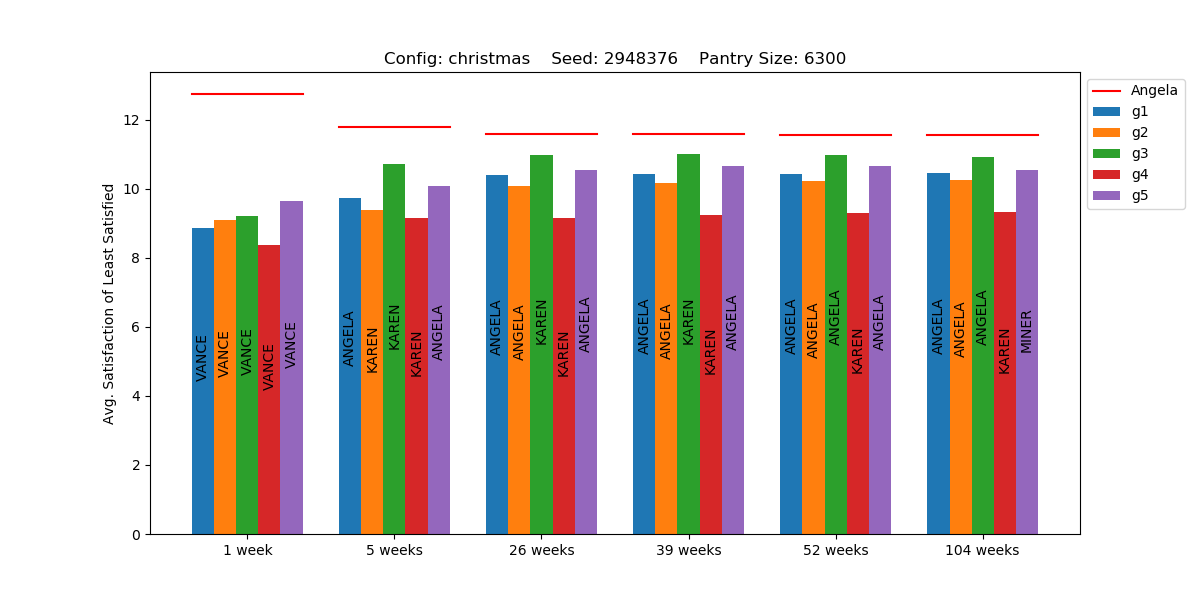 Config: christmas    Seed: 2948376    Pantry Size: 6300
Angela
g1
g2
g3
g4
g5
Avg. Satisfaction of Least Satisfied
12
10
8
6
4
2
0
VANCE
VANCE
VANCE
VANCE
VANCE
ANGELA
KAREN
KAREN
KAREN
ANGELA
ANGELA
ANGELA
KAREN
KAREN
ANGELA
ANGELA
ANGELA
KAREN
KAREN
ANGELA
ANGELA
ANGELA
ANGELA
KAREN
ANGELA
ANGELA
ANGELA
ANGELA
KAREN
MINER
1 week
5 weeks
26 weeks
39 weeks
52 weeks
104 weeks